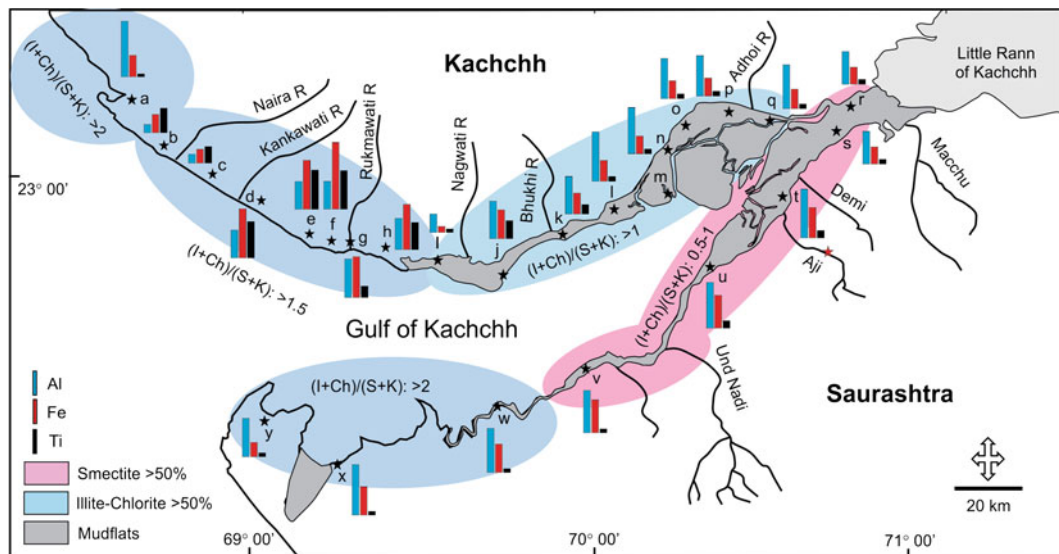 Kachchh
Little Rann
of Kachchh
(I+Ch)/(S+K): >2
Naira R
Kankawati R
Rukmawati R
Nagwati R
Bhukhi R
Adhoi R
Macchu
Demi
Aji
Und Nadi
a
b
c
d
e
f
g
h
i
j
k
l
m
n
o
p
q
r
s
t
u
v
w
x
y
23° 00'
(I+Ch)/(S+K): >1.5
(I+Ch)/(S+K): >1
(I+Ch)/(S+K): 0.5-1
Gulf of Kachchh
(I+Ch)/(S+K): >2
Saurashtra
Al
Fe
Ti
Smectite >50%
Illite-Chlorite >50%
Mudflats
20 km
69° 00'
70° 00'
71° 00'